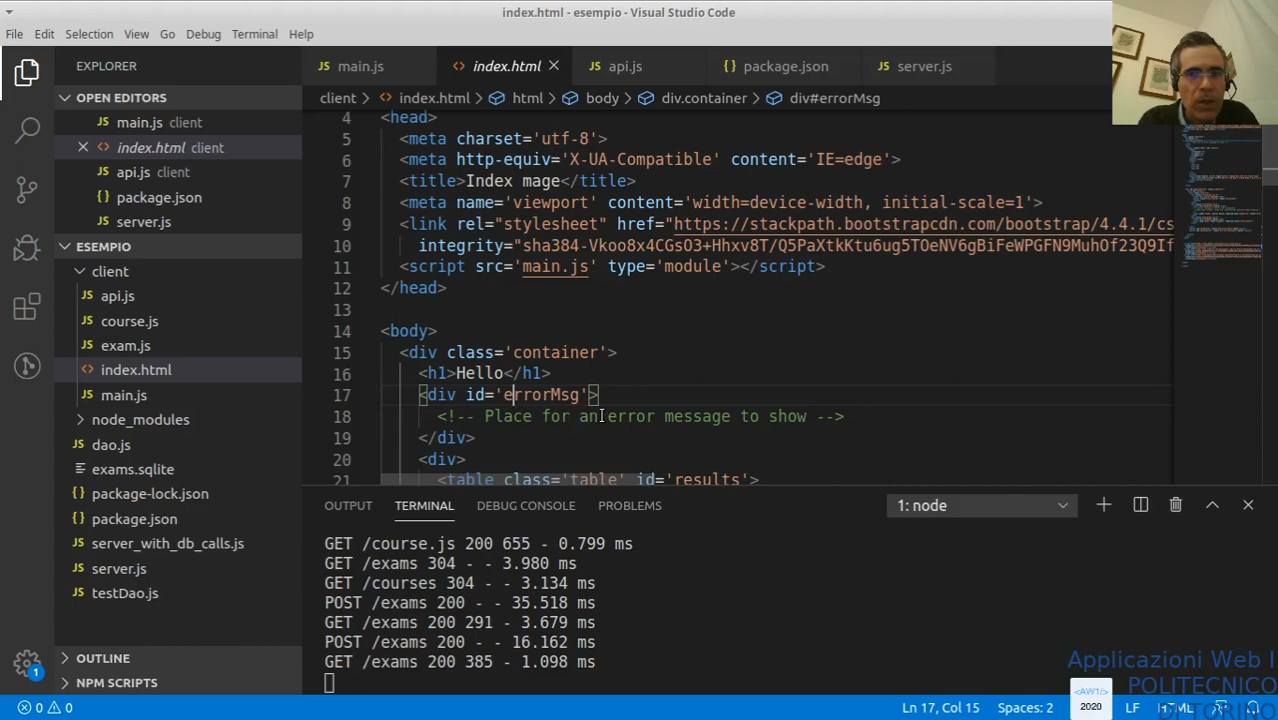 index.html - esempio - Visual Studio Code
File Edit Selection View Go Debug Terminal Help
EXPLORER
main.js
index.html
api.js
package.json
server.js
OPEN EDITORS
main.js client
index.html client
api.js client
package.json
server.js
ESEMPIO
client
api.js
course.js
exam.js
index.html
main.js
node_modules
dao.js
exams.sqlite
package-lock.json
package.json
server_with_db_calls.js
server.js
testDao.js
OUTLINE
NPM SCRIPTS
client index.html html body div.container div#errorMsg
4 <head>
5 <meta charset='utf-8'>
6 <meta http-equiv='X-UA-Compatible' content='IE=edge'>
7 <title>Index mage</title>
8 <meta name='viewport' content='width=device-width, initial-scale=1'>
9 <link rel="stylesheet" href="https://stackpath.bootstrapcdn.com/bootstrap/4.4.1/cs
10 integrity="sha384-Vkoo8x4CGsO3+Hhxv8T/Q5PaXtkKtu6ug5TOeNV6gBiFeWPGFN9MuhOf23Q9If
11 <script src='main.js' type='module'></script>
12 </head>
13
14 <body>
15 <div class='container'>
16 <h1>Hello</h1>
17 <div id='errorMsg'>
18 <!-- Place for an error message to show -->
19 </div>
20 <div>
21 <table class='table' id='results'>
OUTPUT TERMINAL DEBUG CONSOLE PROBLEMS
1: node
GET /course.js 200 655 - 0.799 ms
GET /exams 304 - - 3.980 ms
GET /courses 304 - - 3.134 ms
POST /exams 200 - - 35.518 ms
GET /exams 200 291 - 3.679 ms
POST /exams 200 - - 16.162 ms
GET /exams 200 385 - 1.098 ms
Applicazioni Web I
POLITECNICO
DI TORINO
<AW1/>
2020
1
0 0
Ln 17, Col 15
Spaces: 2
LF
HTML